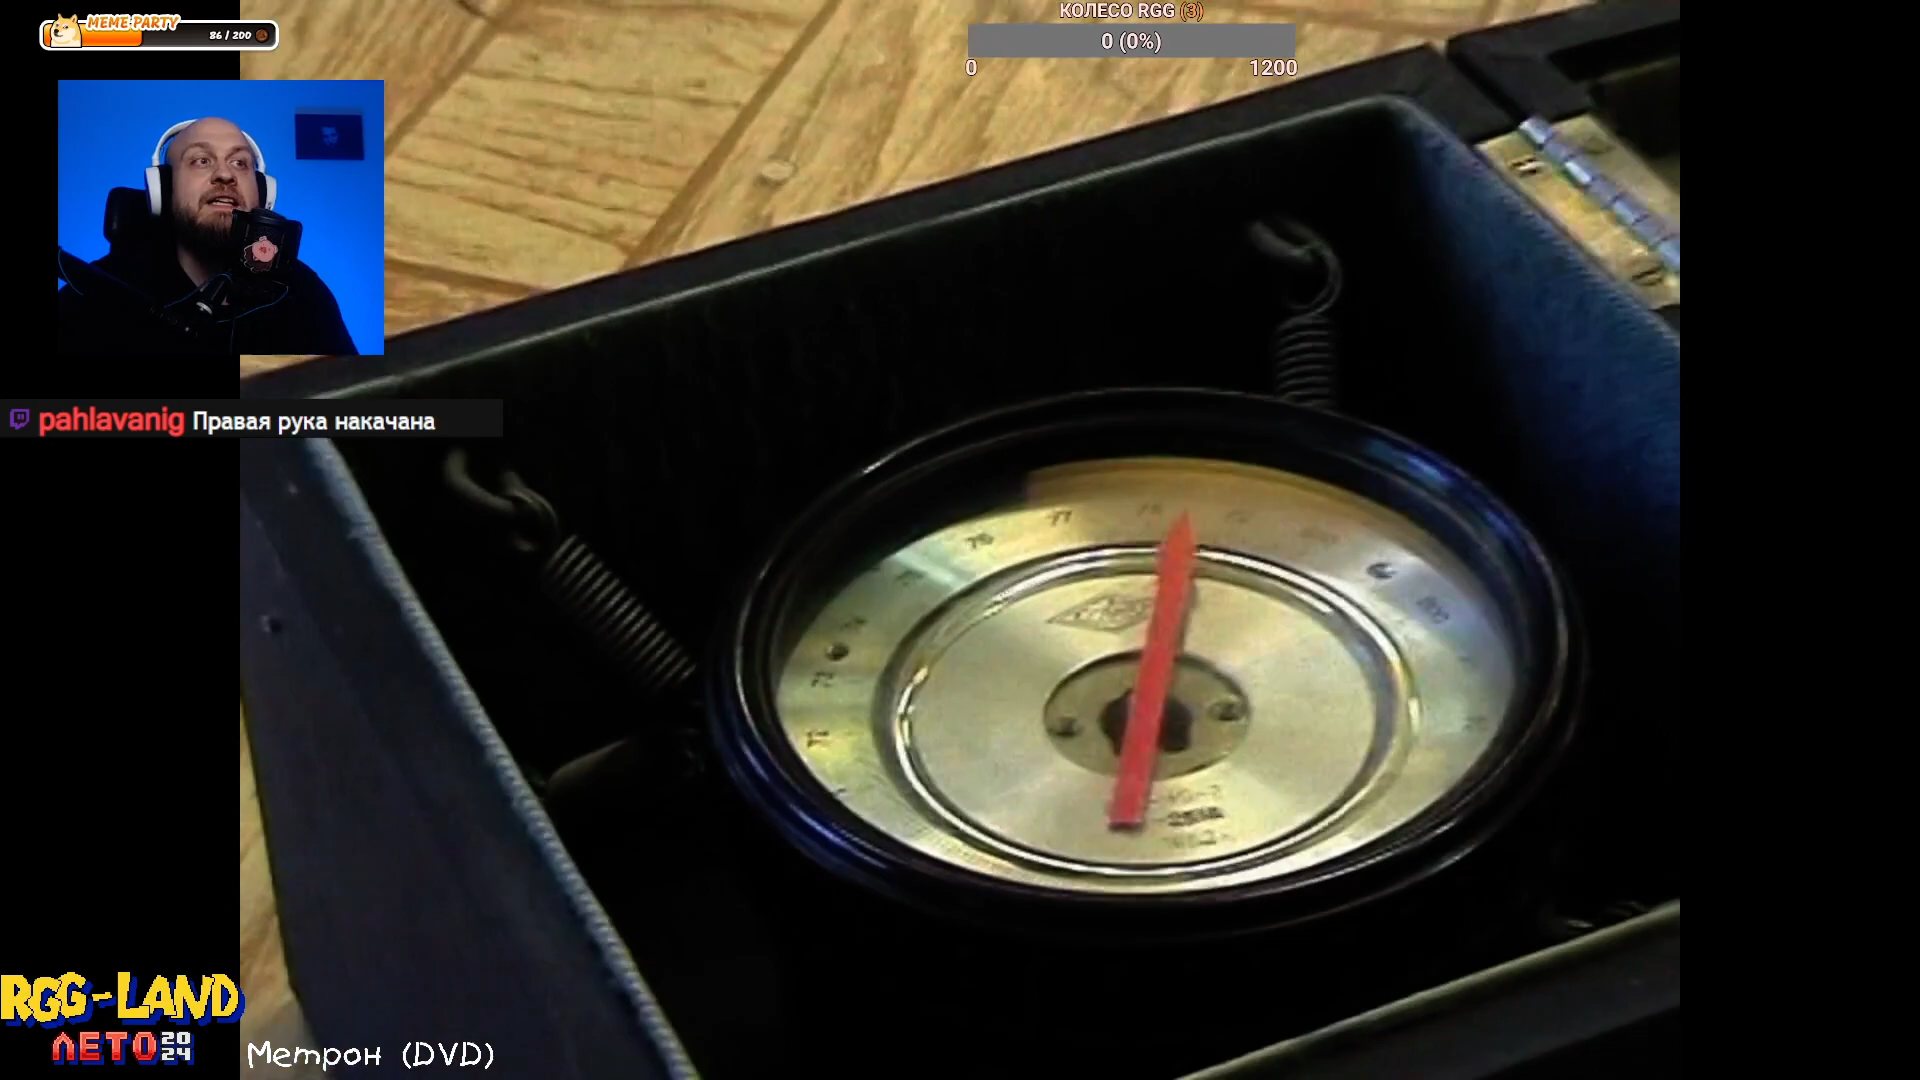 MEME PARTY
86 / 200
КОЛЕСО RGG (3)
0 (0%)
0
1200
pahlavanig Правая рука накачана
77
RGG-LAND
ЛЕТО 2024
Метрон (DVD)